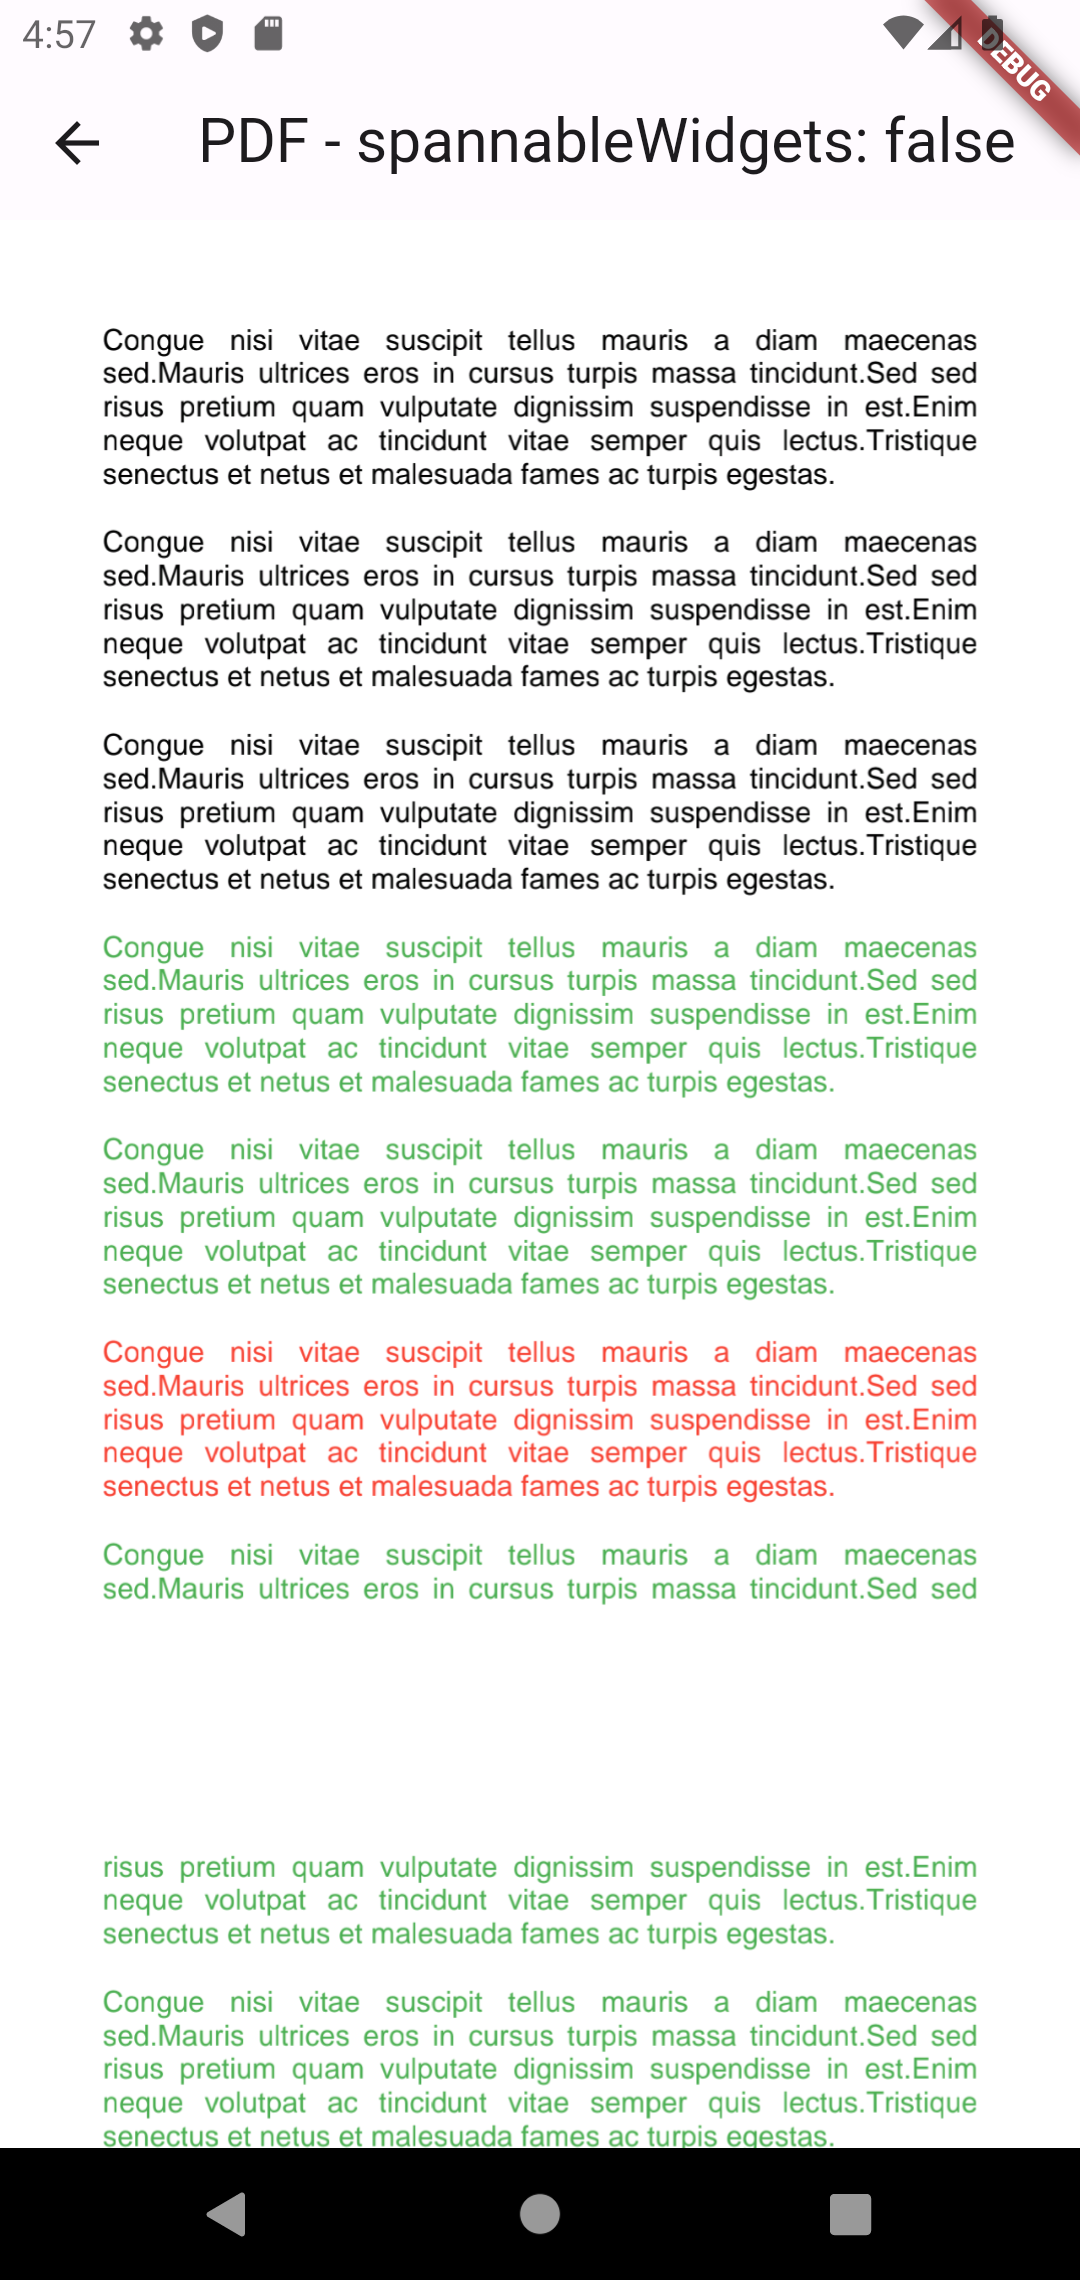 4:57
DEBUG
PDF - spannableWidgets: false
Congue nisi vitae suscipit tellus mauris a diam maecenas
sed.Mauris ultrices eros in cursus turpis massa tincidunt.Sed sed
risus pretium quam vulputate dignissim suspendisse in est.Enim
neque volutpat ac tincidunt vitae semper quis lectus.Tristique
senectus et netus et malesuada fames ac turpis egestas.
Congue nisi vitae suscipit tellus mauris a diam maecenas
sed.Mauris ultrices eros in cursus turpis massa tincidunt.Sed sed
risus pretium quam vulputate dignissim suspendisse in est.Enim
neque volutpat ac tincidunt vitae semper quis lectus.Tristique
senectus et netus et malesuada fames ac turpis egestas.
Congue nisi vitae suscipit tellus mauris a diam maecenas
sed.Mauris ultrices eros in cursus turpis massa tincidunt.Sed sed
risus pretium quam vulputate dignissim suspendisse in est.Enim
neque volutpat ac tincidunt vitae semper quis lectus.Tristique
senectus et netus et malesuada fames ac turpis egestas.
Congue nisi vitae suscipit tellus mauris a diam maecenas
sed.Mauris ultrices eros in cursus turpis massa tincidunt.Sed sed
risus pretium quam vulputate dignissim suspendisse in est.Enim
neque volutpat ac tincidunt vitae semper quis lectus.Tristique
senectus et netus et malesuada fames ac turpis egestas.
Congue nisi vitae suscipit tellus mauris a diam maecenas
sed.Mauris ultrices eros in cursus turpis massa tincidunt.Sed sed
risus pretium quam vulputate dignissim suspendisse in est.Enim
neque volutpat ac tincidunt vitae semper quis lectus.Tristique
senectus et netus et malesuada fames ac turpis egestas.
Congue nisi vitae suscipit tellus mauris a diam maecenas
sed.Mauris ultrices eros in cursus turpis massa tincidunt.Sed sed
risus pretium quam vulputate dignissim suspendisse in est.Enim
neque volutpat ac tincidunt vitae semper quis lectus.Tristique
senectus et netus et malesuada fames ac turpis egestas.
Congue nisi vitae suscipit tellus mauris a diam maecenas
sed.Mauris ultrices eros in cursus turpis massa tincidunt.Sed sed
risus pretium quam vulputate dignissim suspendisse in est.Enim
neque volutpat ac tincidunt vitae semper quis lectus.Tristique
senectus et netus et malesuada fames ac turpis egestas.
Congue nisi vitae suscipit tellus mauris a diam maecenas
sed.Mauris ultrices eros in cursus turpis massa tincidunt.Sed sed
risus pretium quam vulputate dignissim suspendisse in est.Enim
neque volutpat ac tincidunt vitae semper quis lectus.Tristique
senectus et netus et malesuada fames ac turpis egestas.